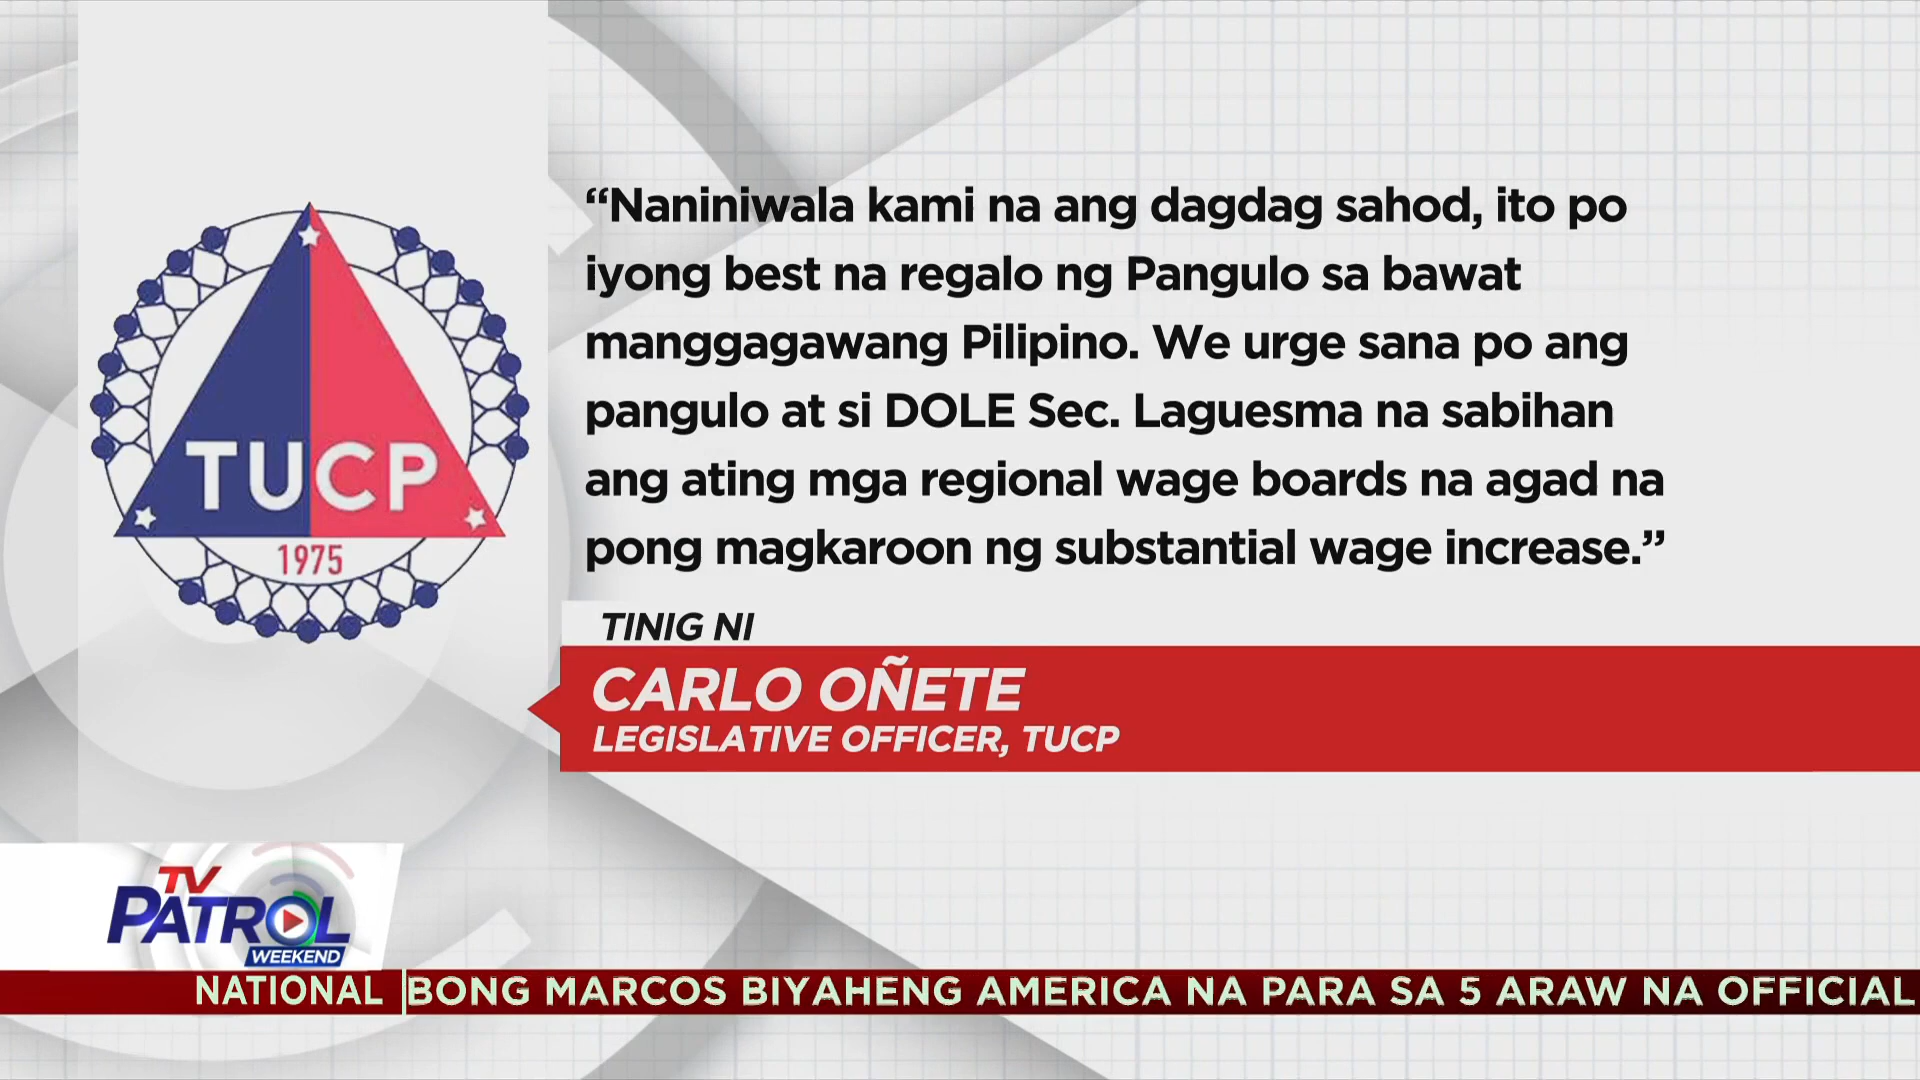 “Naniniwala kami na ang dagdag sahod, ito po
iyong best na regalo ng Pangulo sa bawat
manggagawang Pilipino. We urge sana po ang
pangulo at si DOLE Sec. Laguesma na sabihan
ang ating mga regional wage boards na agad na
pong magkaroon ng substantial wage increase.”
TUCP
1975
TINIG NI
CARLO OÑETE
LEGISLATIVE OFFICER, TUCP
TV
PATROL
WEEKEND
NATIONAL BONG MARCOS BIYAHENG AMERICA NA PARA SA 5 ARAW NA OFFICIAL